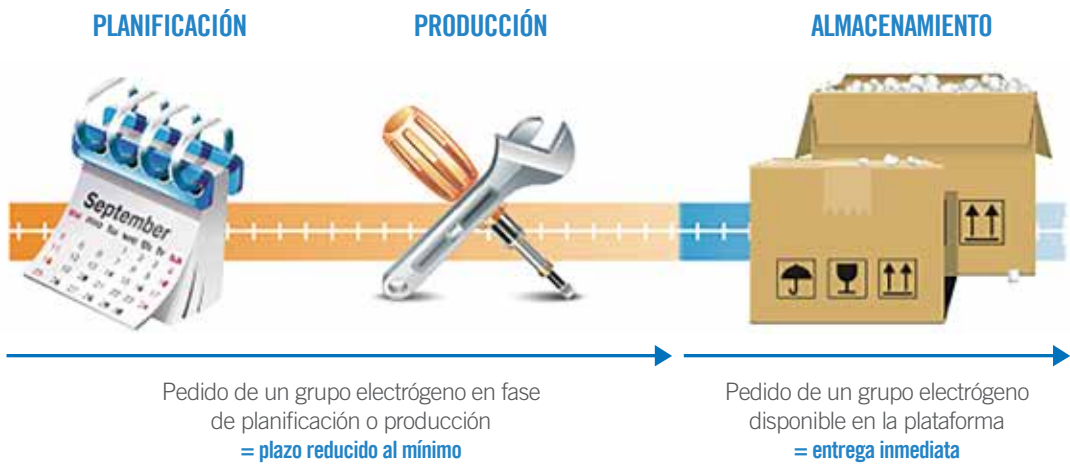 PLANIFICACIÓN
PRODUCCIÓN
ALMACENAMIENTO
September
Pedido de un grupo electrógeno en fase
de planificación o producción
= plazo reducido al mínimo
Pedido de un grupo electrógeno
disponible en la plataforma
= entrega inmediata